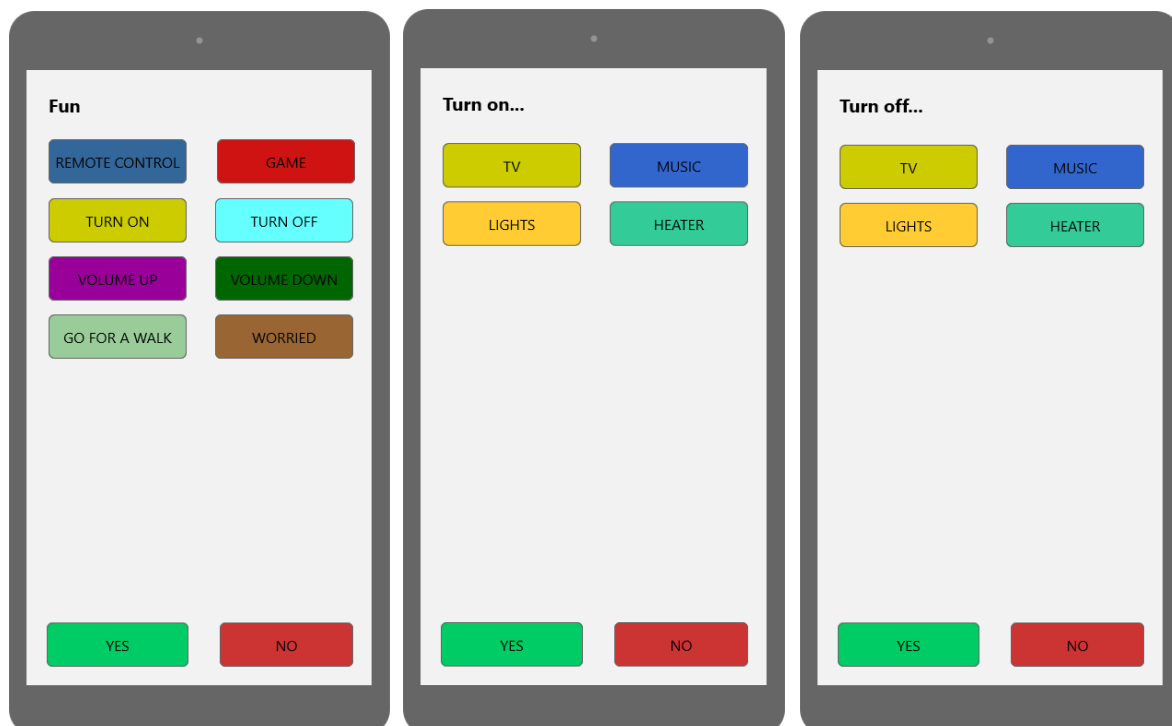 Fun
REMOTE CONTROL
GAME
TURN ON
TURN OFF
VOLUME UP
VOLUME DOWN
GO FOR A WALK
WORRIED
YES
NO
Turn on...
TV
MUSIC
LIGHTS
HEATER
YES
NO
Turn off...
TV
MUSIC
LIGHTS
HEATER
YES
NO